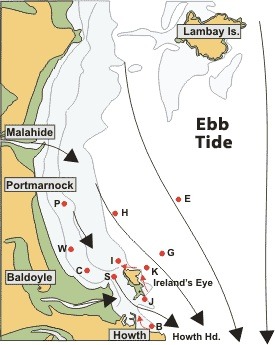 Lambay Is.
Ebb
Tide
Malahide
Portmarnock
P
E
H
W
G
I
K
Baldoyle
C
S
Ireland's Eye
J
B
Howth
Howth Hd.